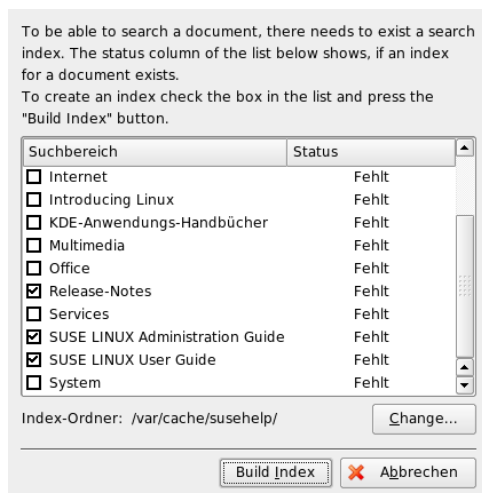 To be able to search a document, there needs to exist a search
index. The status column of the list below shows, if an index
for a document exists.
To create an index check the box in the list and press the
"Build Index" button.
Suchbereich Status
Internet Fehlt
Introducing Linux Fehlt
KDE-Anwendungs-Handbücher Fehlt
Multimedia Fehlt
Office Fehlt
Release-Notes Fehlt
Services Fehlt
SUSE LINUX Administration Guide Fehlt
SUSE LINUX User Guide Fehlt
System Fehlt
Index-Ordner: /var/cache/susehelp/ Change...
Build Index Abbrechen